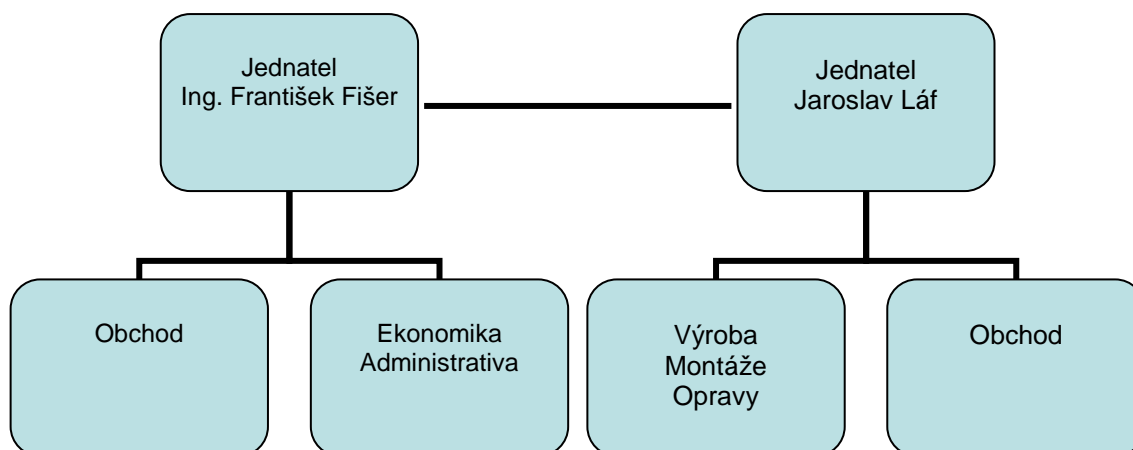 Jednatel
Ing. František Fišer
Jednatel
Jaroslav Láf
Obchod
Ekonomika
Administrativa
Výroba
Montáže
Opravy
Obchod